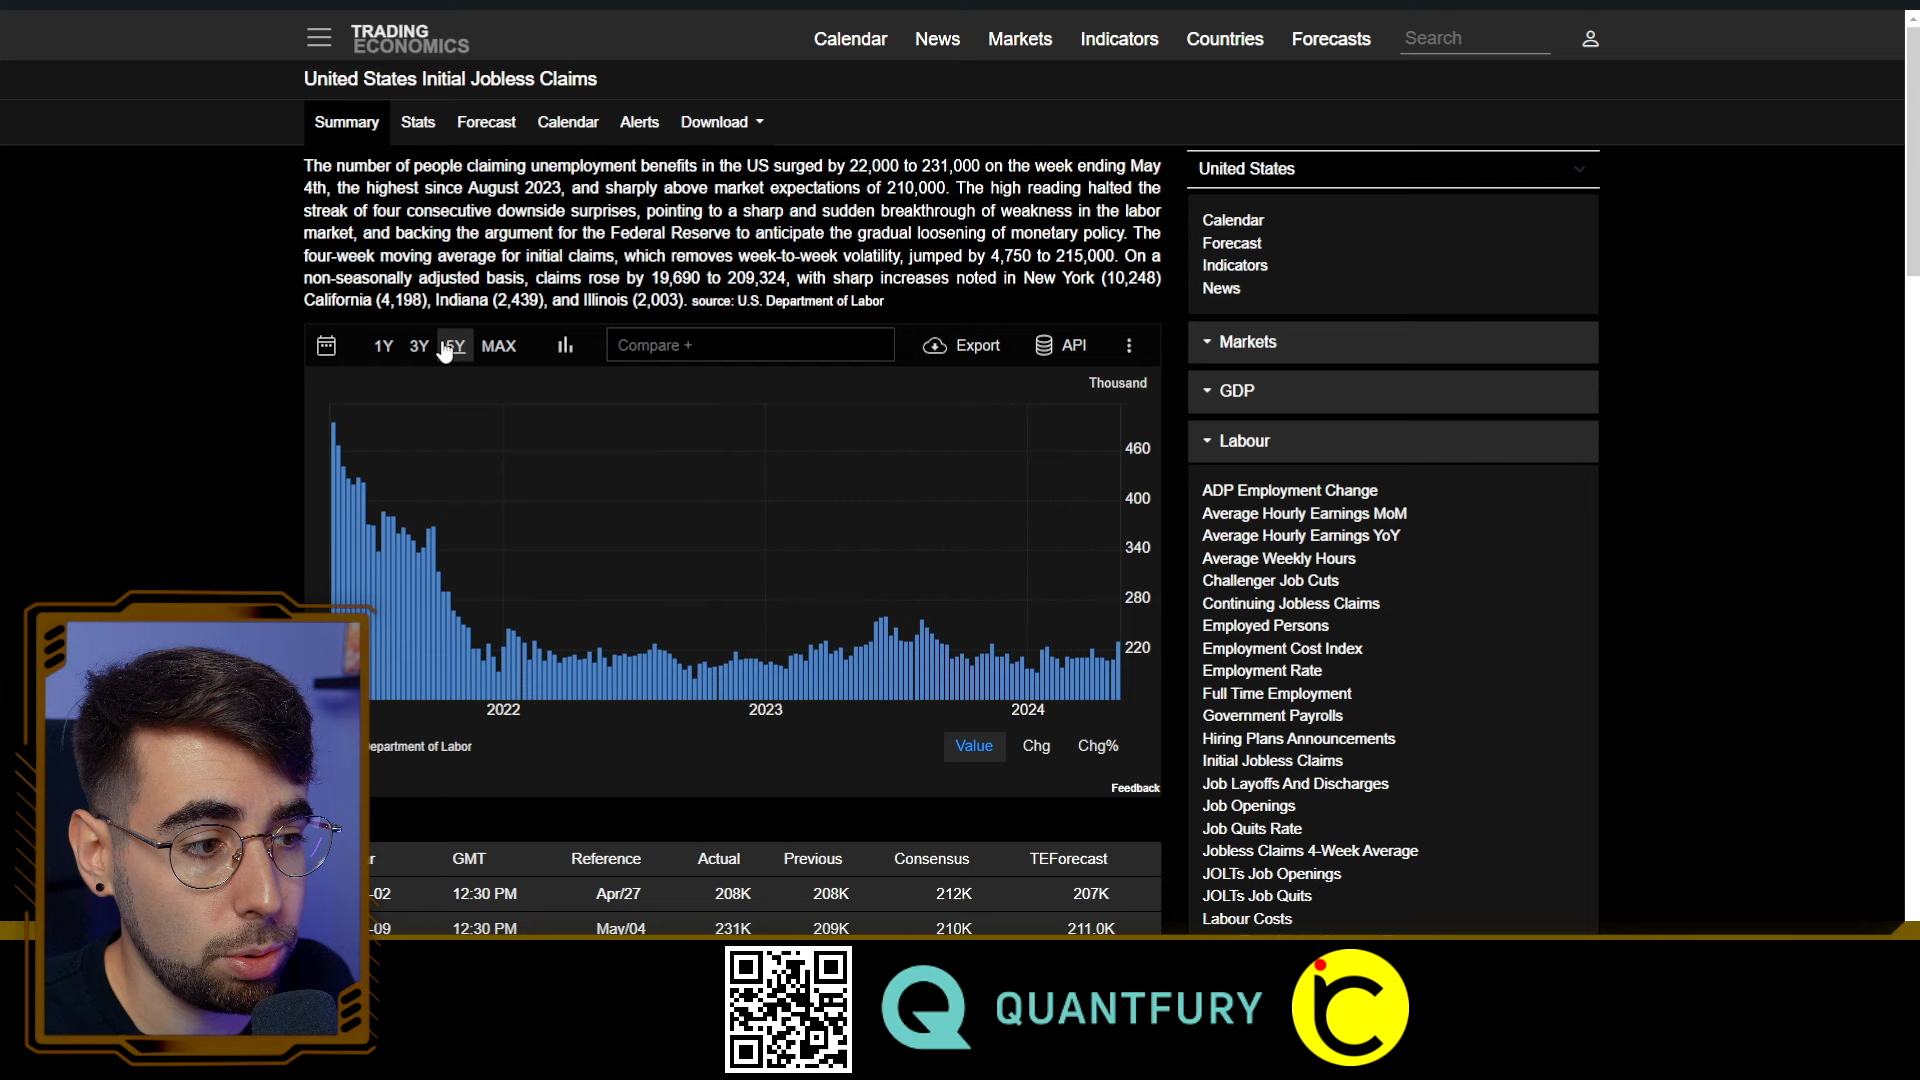 TRADING
ECONOMICS
Calendar
News
Markets
Indicators
Countries
Forecasts
Search
United States Initial Jobless Claims
Summary
Stats
Forecast
Calendar
Alerts
Download
The number of people claiming unemployment benefits in the US surged by 22,000 to 231,000 on the week ending May
4th, the highest since August 2023, and sharply above market expectations of 210,000. The high reading halted the
streak of four consecutive downside surprises, pointing to a sharp and sudden breakthrough of weakness in the labor
market, and backing the argument for the Federal Reserve to anticipate the gradual loosening of monetary policy. The
four-week moving average for initial claims, which removes week-to-week volatility, jumped by 4,750 to 215,000. On a
non-seasonally adjusted basis, claims rose by 19,690 to 209,324, with sharp increases noted in New York (10,248)
California (4,198), Indiana (2,439), and Illinois (2,003). source: U.S. Department of Labor
1Y 3Y 5Y MAX
Compare +
Export
API
Thousand
460
400
340
280
220
2022
2023
2024
epartment of Labor
Value
Chg
Chg%
Feedback
r GMT Reference Actual Previous Consensus TEForecast
-02 12:30 PM Apr/27 208K 208K 212K 207K
-09 12:30 PM May/04 231K 209K 210K 211.0K
United States
Calendar
Forecast
Indicators
News
Markets
GDP
Labour
ADP Employment Change
Average Hourly Earnings MoM
Average Hourly Earnings YoY
Average Weekly Hours
Challenger Job Cuts
Continuing Jobless Claims
Employed Persons
Employment Cost Index
Employment Rate
Full Time Employment
Government Payrolls
Hiring Plans Announcements
Initial Jobless Claims
Job Layoffs And Discharges
Job Openings
Job Quits Rate
Jobless Claims 4-Week Average
JOLTs Job Openings
JOLTs Job Quits
Labour Costs
QUANTFURY